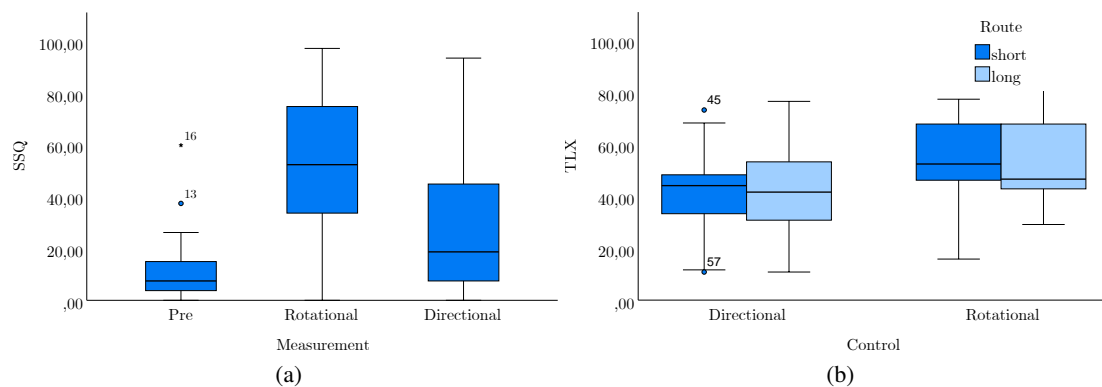 100,00
80,00
60,00
40,00
20,00
,00
SSQ
16
13
Pre
Rotational
Directional
Measurement
(a)
100,00
80,00
60,00
40,00
20,00
,00
TLX
Route
short
long
45
57
Directional
Rotational
Control
(b)